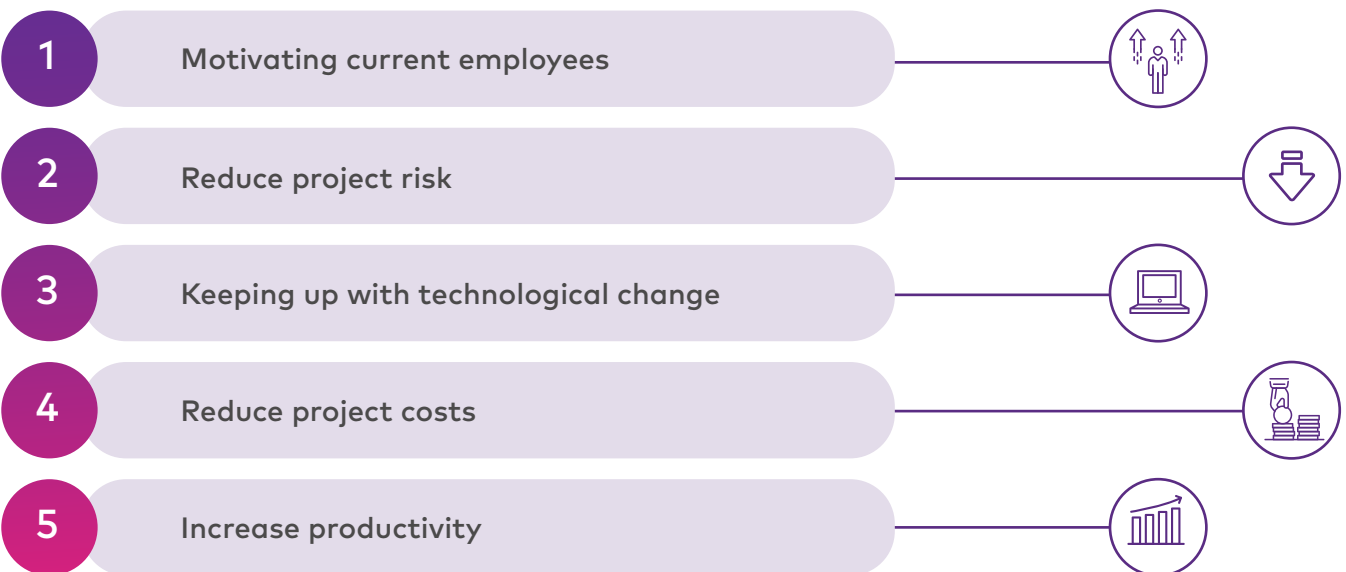 1
Motivating current employees
2
Reduce project risk
3
Keeping up with technological change
4
Reduce project costs
5
Increase productivity